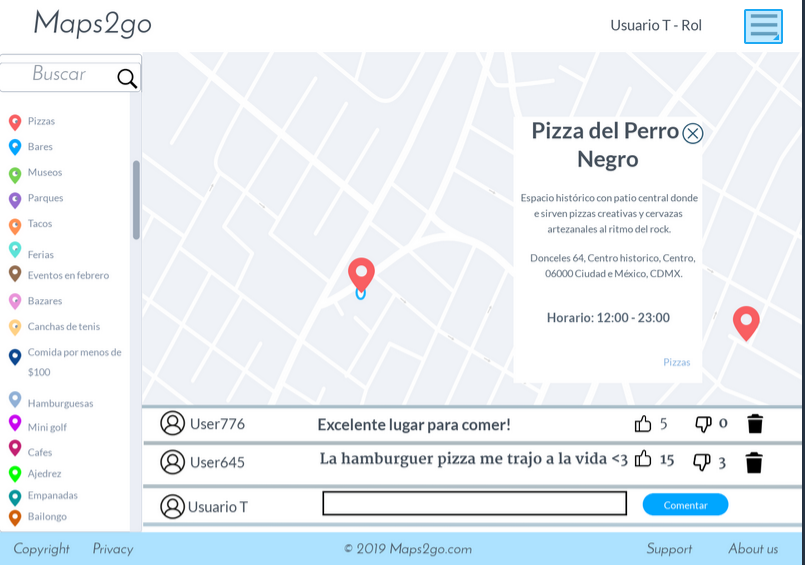 Maps2go
Usuario T - Rol
Buscar
Pizzas
Bares
Museos
Parques
Tacos
Ferias
Eventos en febrero
Bazares
Canchas de tenis
Comida por menos de
$100
Hamburguesas
Mini golf
Cafes
Ajedrez
Empanadas
Bailongo
Pizza del Perro
Negro
Espacio histórico con patio central donde
e sirven pizzas creativas y cervazas
artezanales al ritmo del rock.
Donceles 64, Centro historico, Centro,
06000 Ciudad e México, CDMX.
Horario: 12:00 - 23:00
Pizzas
User776 Excelente lugar para comer! 5 0
User645 La hamburguer pizza me trajo a la vida <3 15 3
Usuario T Comentar
Copyright Privacy © 2019 Maps2go.com Support About us